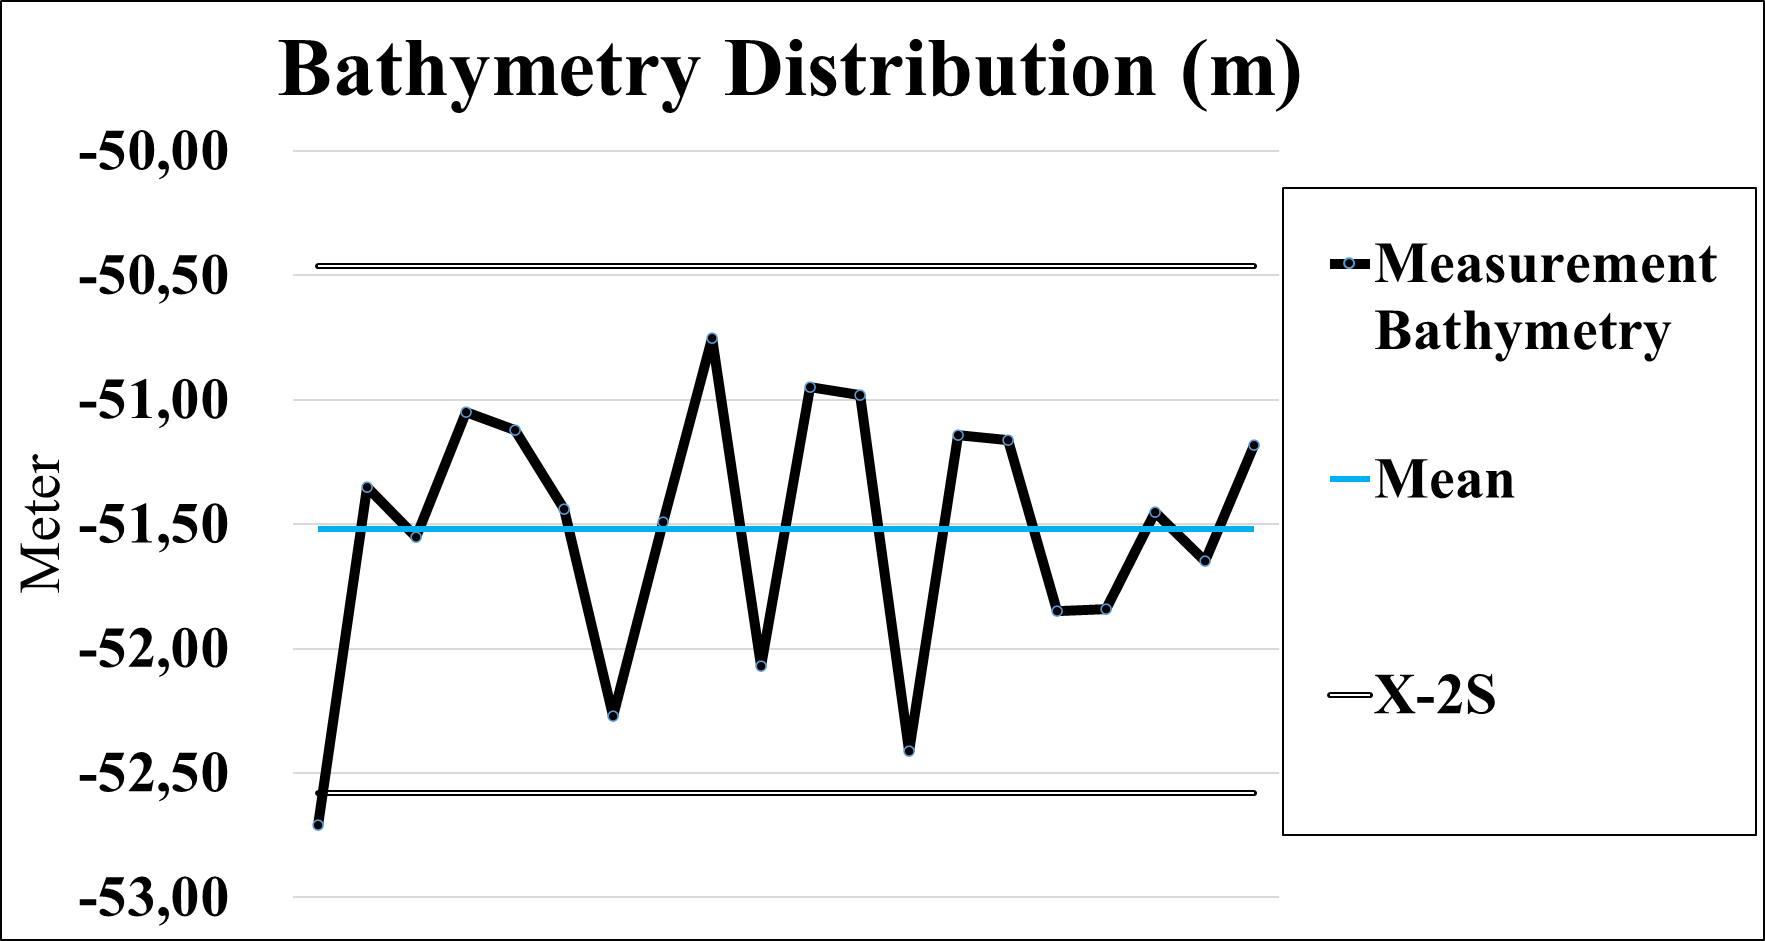 Bathymetry Distribution (m)
-50,00
-50,50
-51,00
-51,50
-52,00
-52,50
-53,00
Meter
Measurement
Bathymetry
Mean
X-2S